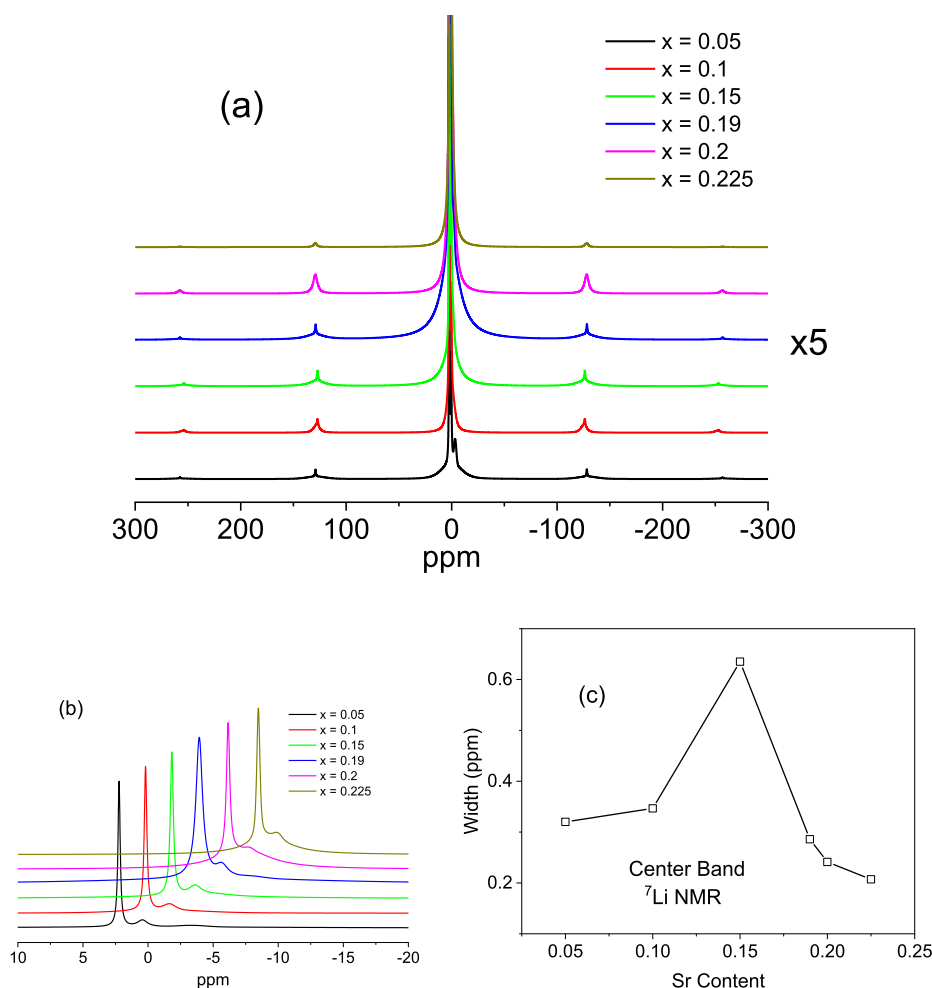 (a)
x = 0.05
x = 0.1
x = 0.15
x = 0.19
x = 0.2
x = 0.225
x5
300 200 100 0 -100 -200 -300
ppm
(b)
x = 0.05
x = 0.1
x = 0.15
x = 0.19
x = 0.2
x = 0.225
10 5 0 -5 -10 -15 -20
ppm
(c)
0.6
0.4
0.2
Width (ppm)
Center Band
⁷Li NMR
0.05 0.10 0.15 0.20 0.25
Sr Content